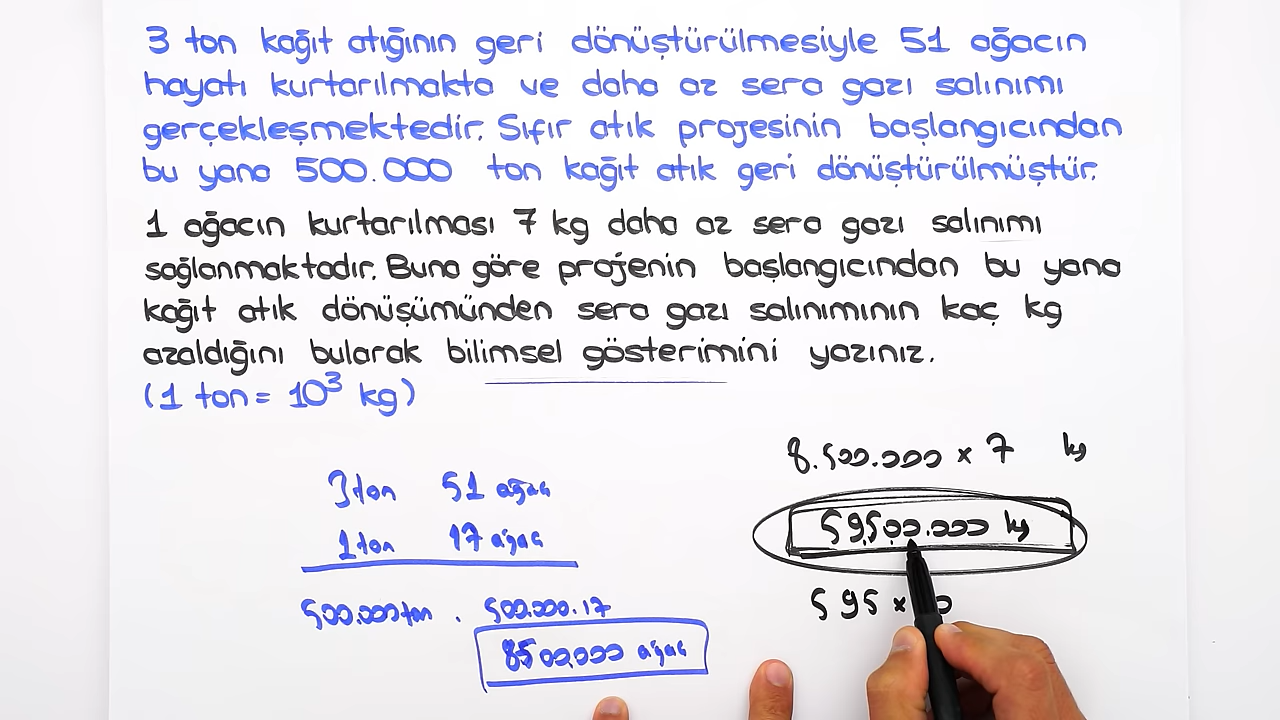 3 ton kağıt atığının geri dönüştürülmesiyle 51 ağacın
hayatı kurtarılmakta ve daha az sera gazı salınımı
gerçekleşmektedir. Sıfır atık projesinin başlangıcından
bu yana 500.000 ton kağıt atık geri dönüştürülmüştür.
1 ağacın kurtarılması 7 kg daha az sera gazı salınımı
sağlanmaktadır. Buna göre projenin başlangıcından bu yana
kağıt atık dönüşümünden sera gazı salınımının kaç kg
azaldığını bularak bilimsel gösterimini yazınız.
(1 ton = 10³ kg)
3 ton 51 ağaç
1 ton 17 ağaç
500.000 ton . 500.000.17
8500.000 ağaç
8.500.000 x 7 kg
59.500.000 kg
595 x